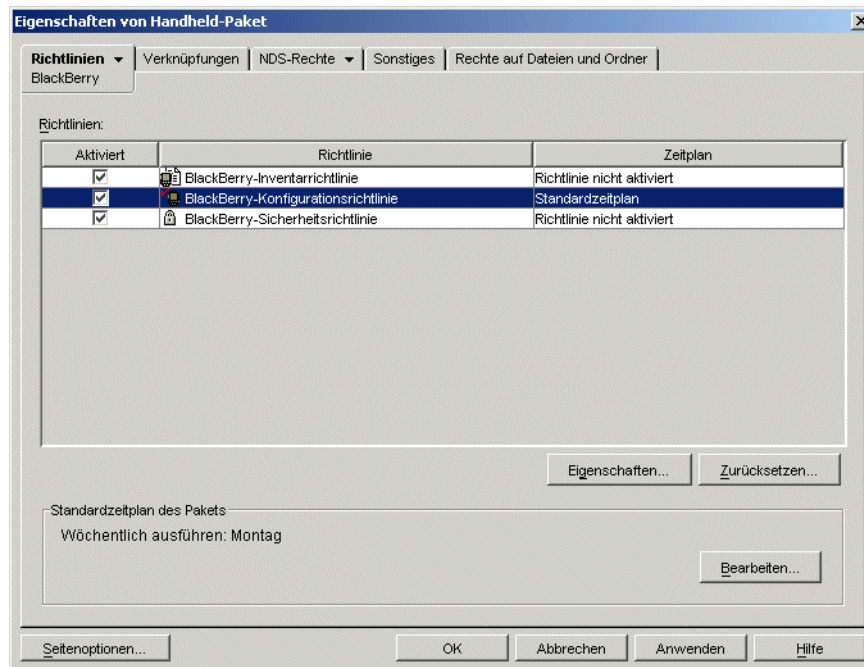 Eigenschaften von Handheld-Paket
Richtlinien Verknüpfungen NDS-Rechte Sonstiges Rechte auf Dateien und Ordner
BlackBerry
Richtlinien:
Aktiviert Richtlinie Zeitplan
BlackBerry-Inventarrichtlinie Richtlinie nicht aktiviert
BlackBerry-Konfigurationsrichtlinie Standardzeitplan
BlackBerry-Sicherheitsrichtlinie Richtlinie nicht aktiviert
Eigenschaften... Zurücksetzen...
Standardzeitplan des Pakets
Wöchentlich ausführen: Montag
Bearbeiten...
Seitenoptionen... OK Abbrechen Anwenden Hilfe